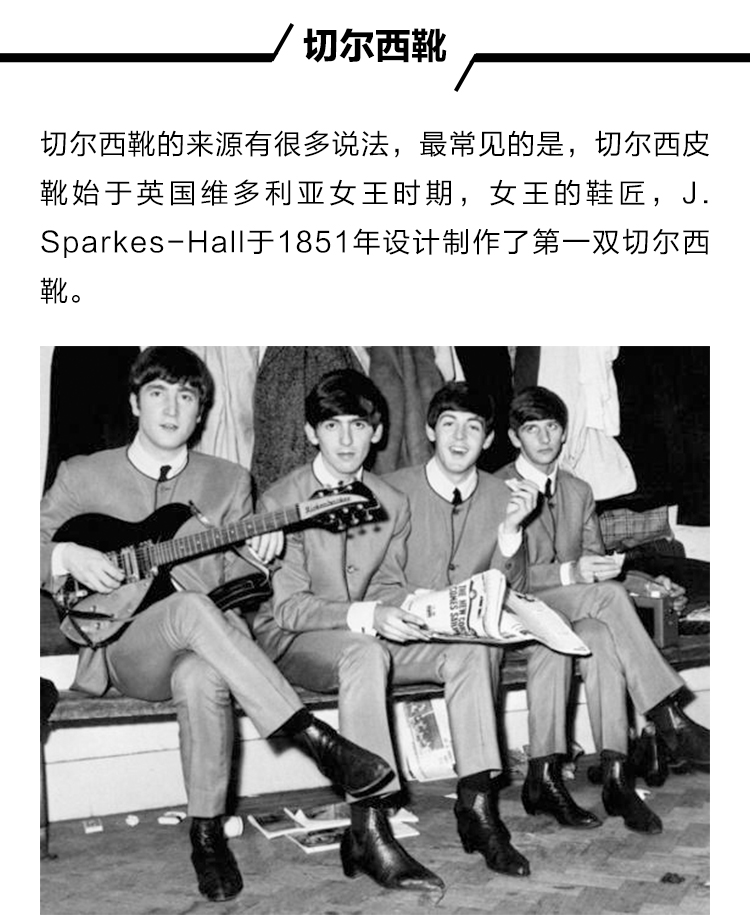 切尔西靴
切尔西靴的来源有很多说法，最常见的是，切尔西皮
靴始于英国维多利亚女王时期，女王的鞋匠，J.
Sparkes-Hall于1851年设计制作了第一双切尔西
靴。
Rickenbacker